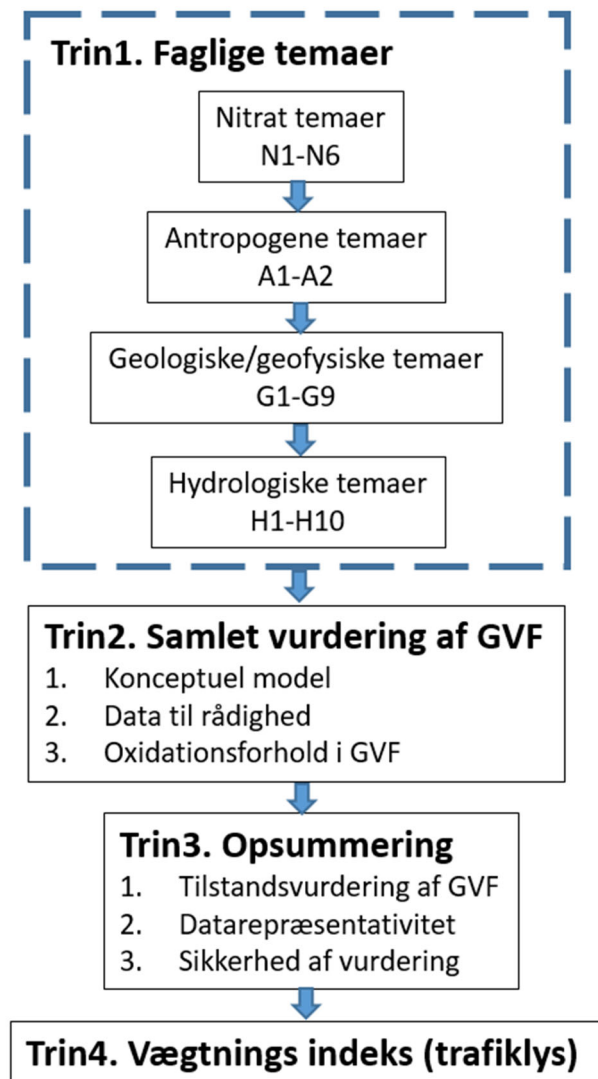 Trin1. Faglige temaer
Nitrat temaer
N1-N6
Antropogene temaer
A1-A2
Geologiske/geofysiske temaer
G1-G9
Hydrologiske temaer
H1-H10
Trin2. Samlet vurdering af GVF
1. Konceptuel model
2. Data til rådighed
3. Oxidationsforhold i GVF
Trin3. Opsummering
1. Tilstandsvurdering af GVF
2. Datarepræsentativitet
3. Sikkerhed af vurdering
Trin4. Vægtnings indeks (trafiklys)